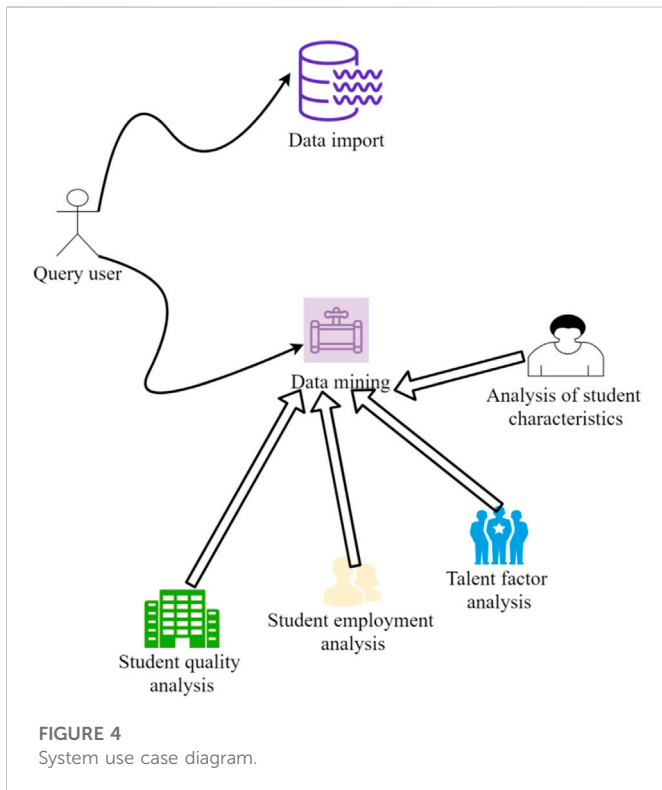 Data import
Query user
Data mining
Analysis of student
characteristics
Talent factor
analysis
Student employment
analysis
Student quality
analysis
FIGURE 4
System use case diagram.